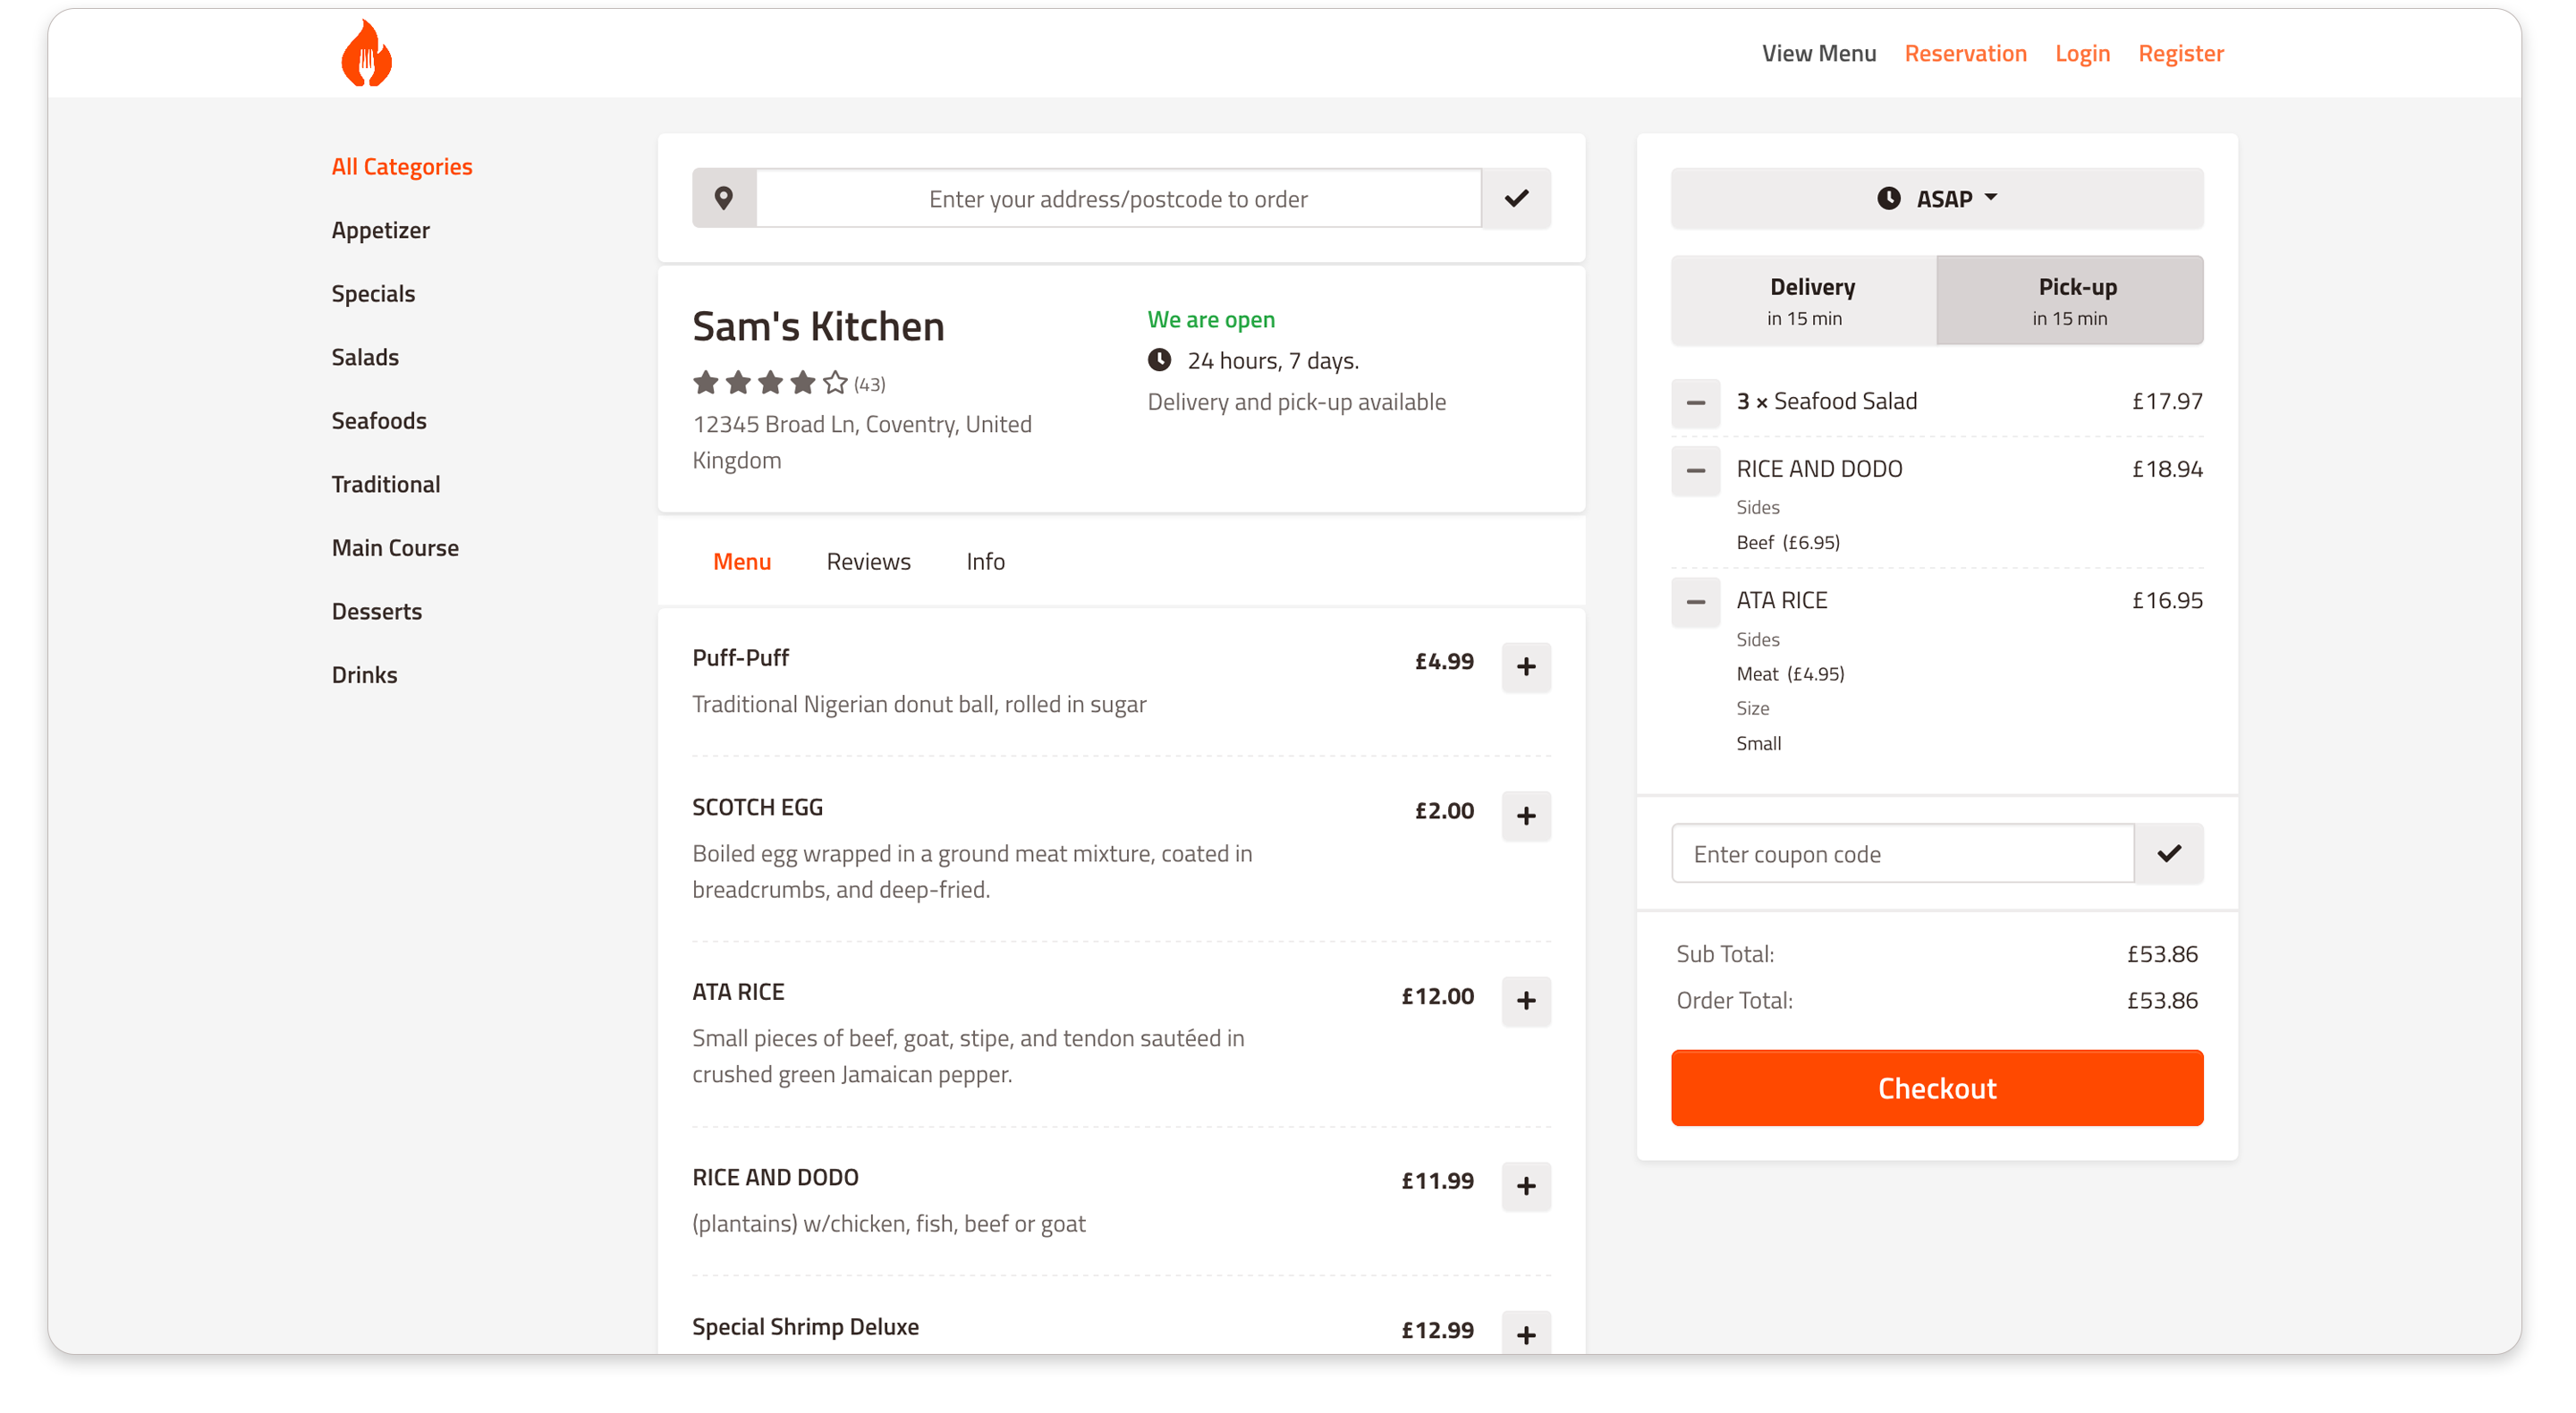 View Menu Reservation Login Register
All Categories
Appetizer
Specials
Salads
Seafoods
Traditional
Main Course
Desserts
Drinks
Enter your address/postcode to order
Sam's Kitchen
(43)
12345 Broad Ln, Coventry, United
Kingdom
We are open
24 hours, 7 days.
Delivery and pick-up available
Menu Reviews Info
Puff-Puff £4.99
Traditional Nigerian donut ball, rolled in sugar
SCOTCH EGG £2.00
Boiled egg wrapped in a ground meat mixture, coated in
breadcrumbs, and deep-fried.
ATA RICE £12.00
Small pieces of beef, goat, stipe, and tendon sautéed in
crushed green Jamaican pepper.
RICE AND DODO £11.99
(plantains) w/chicken, fish, beef or goat
Special Shrimp Deluxe £12.99
ASAP
Delivery Pick-up
in 15 min in 15 min
3 × Seafood Salad £17.97
RICE AND DODO £18.94
Sides
Beef (£6.95)
ATA RICE £16.95
Sides
Meat (£4.95)
Size
Small
Enter coupon code
Sub Total: £53.86
Order Total: £53.86
Checkout